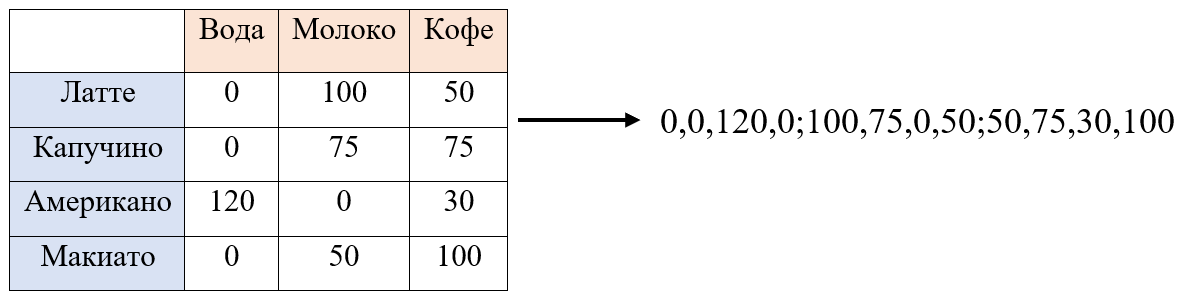 Вода Молоко Кофе
Латте 0 100 50
Капучино 0 75 75
Американо 120 0 30
Макиато 0 50 100
0,0,120,0;100,75,0,50;50,75,30,100